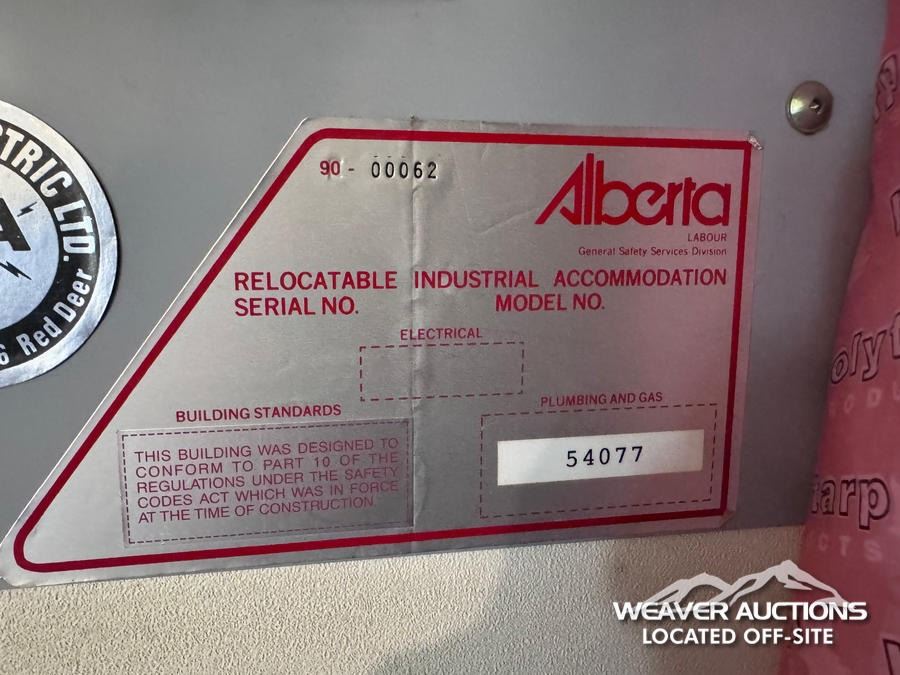 90 - 00062
Alberta
LABOUR
General Safety Services Division
RELOCATABLE INDUSTRIAL ACCOMMODATION
SERIAL NO. MODEL NO.
ELECTRICAL
BUILDING STANDARDS
THIS BUILDING WAS DESIGNED TO
CONFORM TO PART 10 OF THE
REGULATIONS UNDER THE SAFETY
CODES ACT WHICH WAS IN FORCE
AT THE TIME OF CONSTRUCTION
PLUMBING AND GAS
54077
LTD.
Red Deer
WEAVER AUCTIONS
LOCATED OFF-SITE